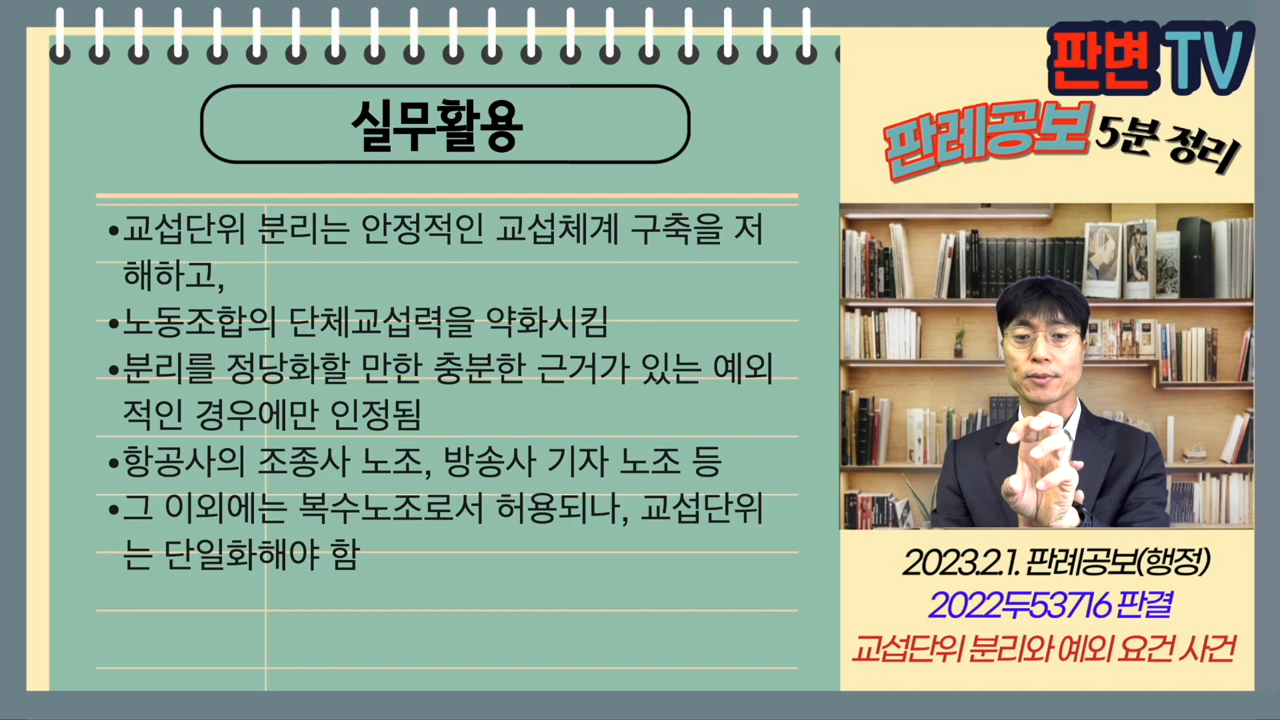 실무활용
•교섭단위 분리는 안정적인 교섭체계 구축을 저
해하고,
•노동조합의 단체교섭력을 약화시킴
•분리를 정당화할 만한 충분한 근거가 있는 예외
적인 경우에만 인정됨
•항공사의 조종사 노조, 방송사 기자 노조 등
•그 이외에는 복수노조로서 허용되나, 교섭단위
는 단일화해야 함
판변 TV
판례공보 5분 정리
2023.2.1. 판례공보(행정)
2022두53716 판결
교섭단위 분리와 예외 요건 사건